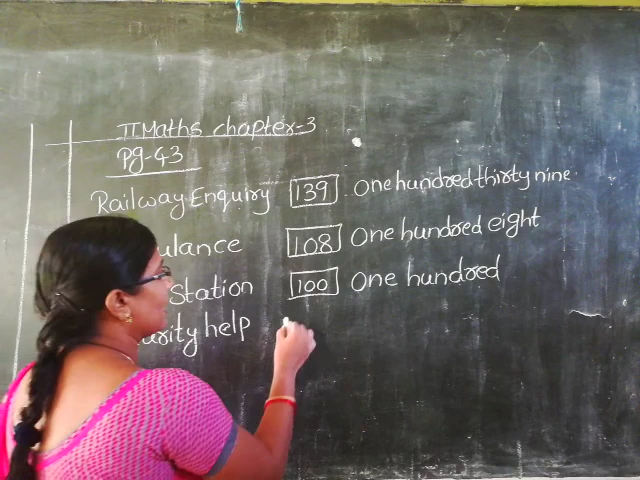 II Maths chapter-3
Pg-43
Railway Enquiry 139 One hundred thirty nine
ulance 108 One hundred eight
Station 100 One hundred
urity help